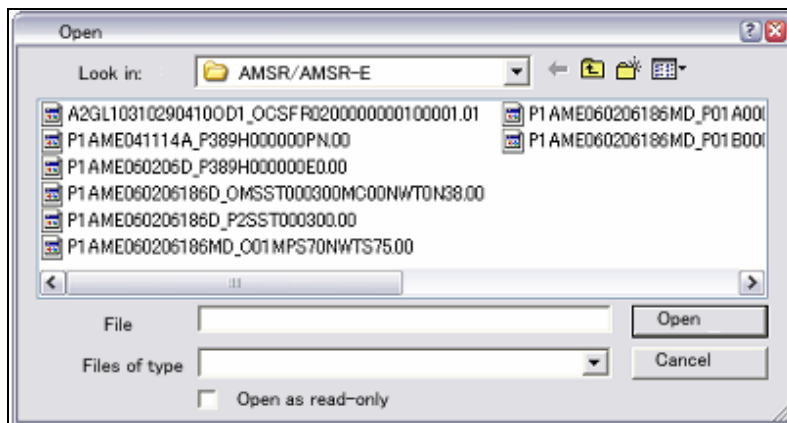 Open
Look in: AMSR/AMSR-E
A2GL10310290410OD1_OCSFR02000000000100001.01
P1AME041114A_P389H000000PN.00
P1AME060206D_P389H000000E0.00
P1AME060206186D_OMSST000300MC00NWT0N38.00
P1AME060206186D_P2SST000300.00
P1AME060206186MD_O01MPS70NWTS75.00
P1AME060206186MD_P01A00
P1AME060206186MD_P01B00
File
Open
Files of type
Cancel
Open as read-only